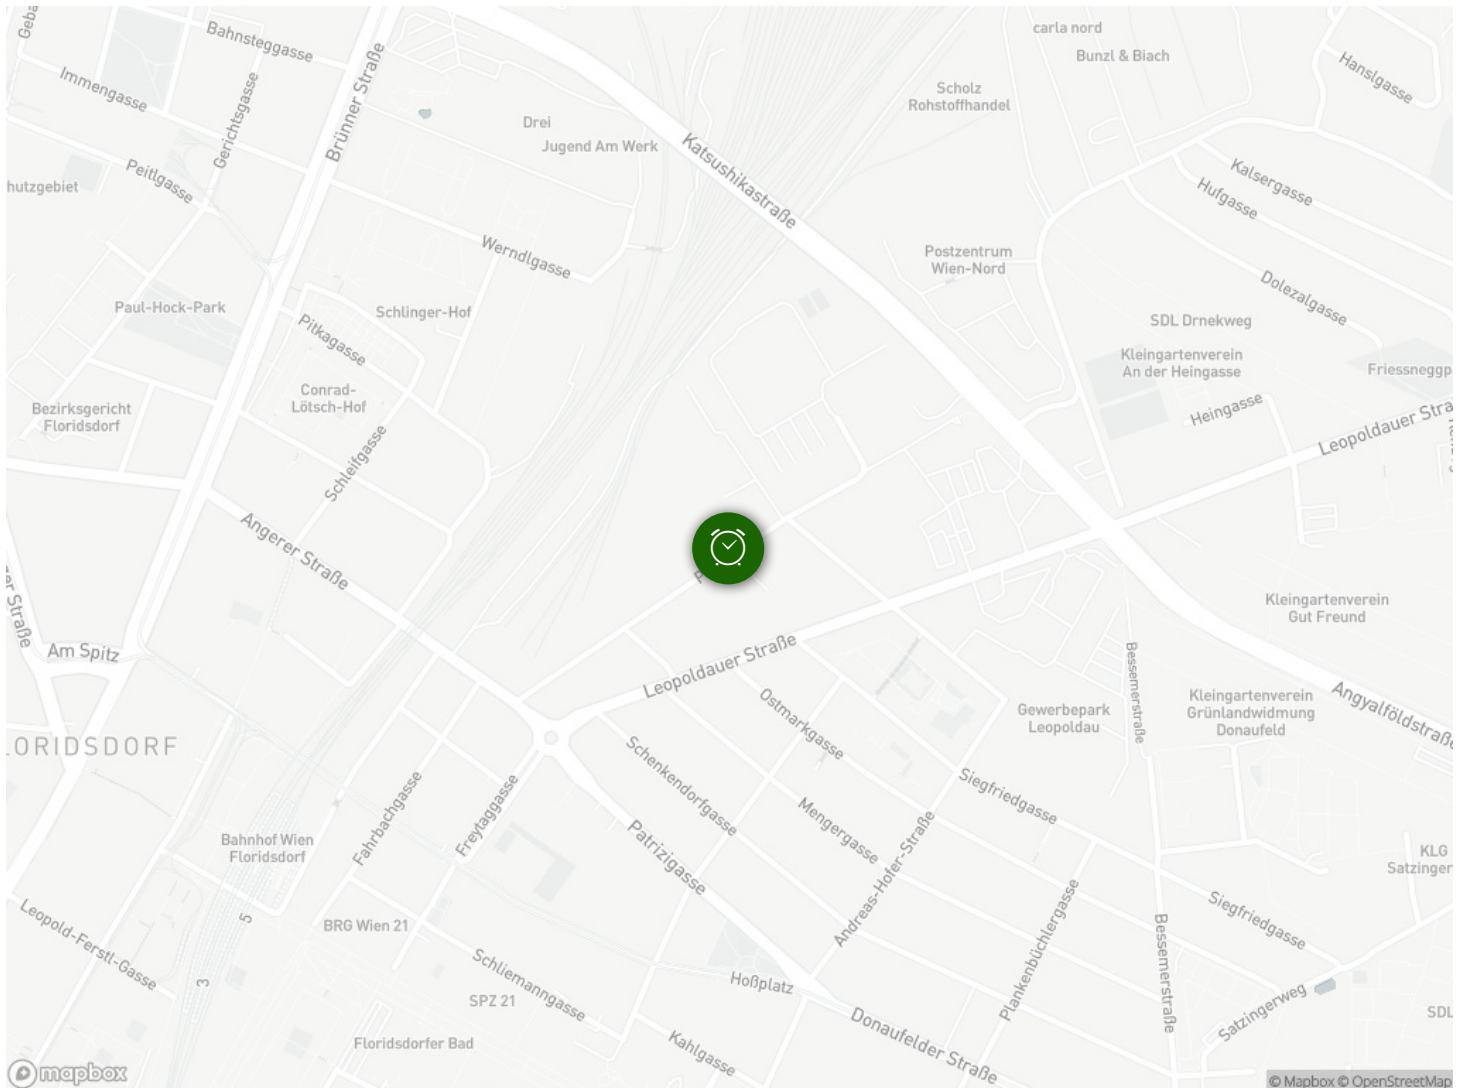 carla nord
Bunzl & Biach
Hanslgasse
Bahnsteggasse
Immengasse
Gerichtsgasse
Brünner Straße
Scholz
Rohstoffhandel
Drei
Jugend Am Werk
Katsushikastraße
Peitlgasse
hutzgebiet
Kalsergasse
Hufgasse
Werndlgasse
Postzentrum
Wien-Nord
Dolezalgasse
Paul-Hock-Park
Schlinger-Hof
Pitkagasse
SDL Drnekweg
Kleingartenverein
An der Heingasse
Friessneggp
Conrad-
Lötsch-Hof
Bezirksgericht
Floridsdorf
Heingasse
Leopoldauer Stra
Schleifgasse
Angerer Straße
er Straße
Am Spitz
Kleingartenverein
Gut Freund
Leopoldauer Straße
Bessemerstraße
Ostmarkgasse
Gewerbepark
Leopoldau
Kleingartenverein
Grünlandwidmung
Donaufeld
Angyalföldstraße
LORIDSDORF
Schenkendorfgasse
Siegfriedgasse
Mengergasse
Fahrbachgasse
Freytaggasse
Patrizigasse
Bahnhof Wien
Floridsdorf
KLG
Satzinger
Andreas-Hofer-Straße
Plankenbüchlergasse
Siegfriedgasse
Bessemerstraße
Leopold-Ferstl-Gasse
5
3
BRG Wien 21
Schliemanngasse
SPZ 21
Hoßplatz
Satzingerweg
SDL
Floridsdorfer Bad
Kahlgasse
Donaufelder Straße
mapbox
© Mapbox © OpenStreetMap